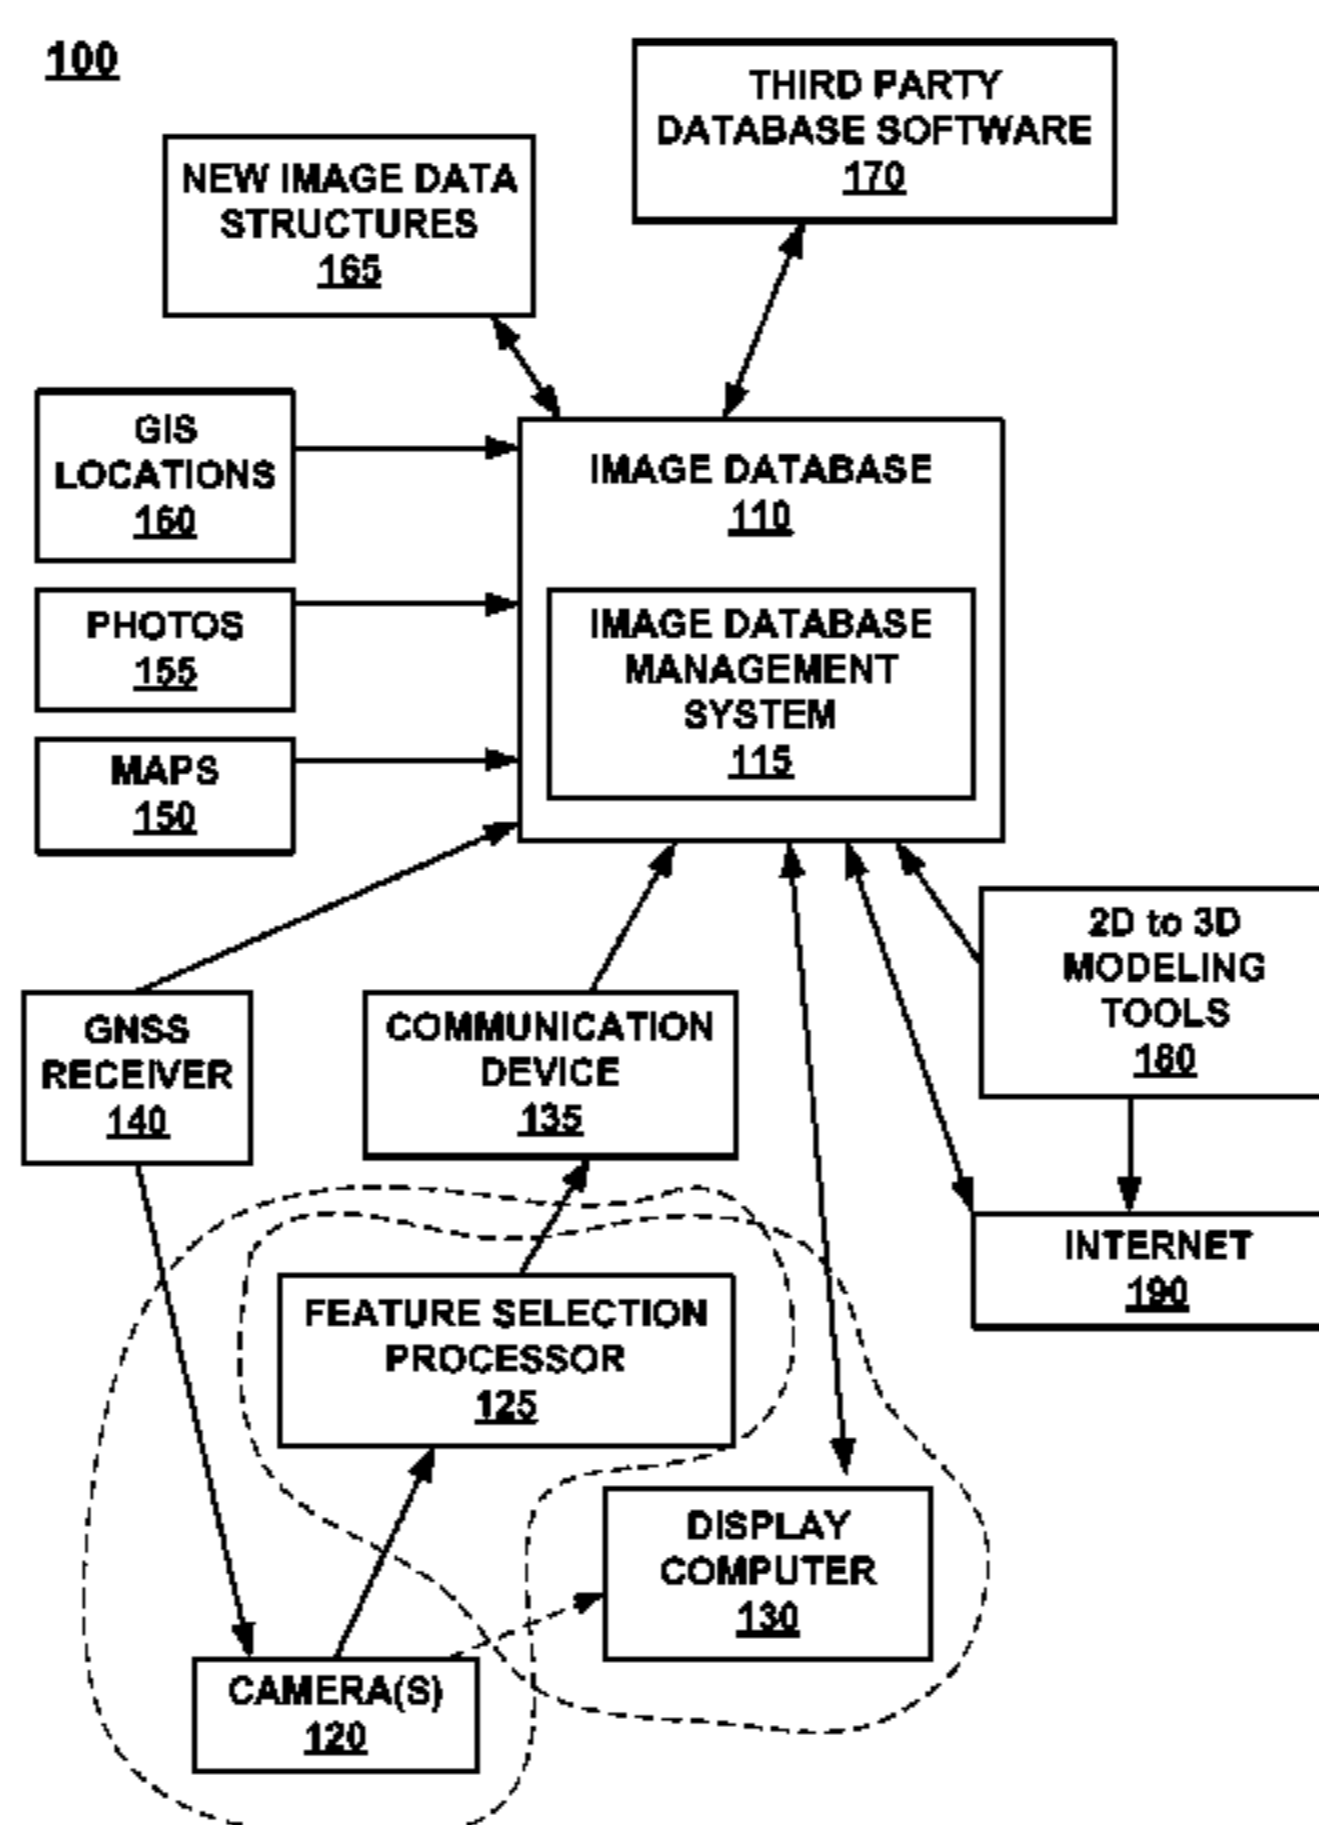 100
THIRD PARTY
DATABASE SOFTWARE
170
NEW IMAGE DATA
STRUCTURES
165
GIS
LOCATIONS
160
IMAGE DATABASE
110
PHOTOS
155
IMAGE DATABASE
MANAGEMENT
SYSTEM
115
MAPS
150
2D to 3D
MODELING
TOOLS
180
GNSS
RECEIVER
140
COMMUNICATION
DEVICE
135
INTERNET
190
FEATURE SELECTION
PROCESSOR
125
DISPLAY
COMPUTER
130
CAMERA(S)
120